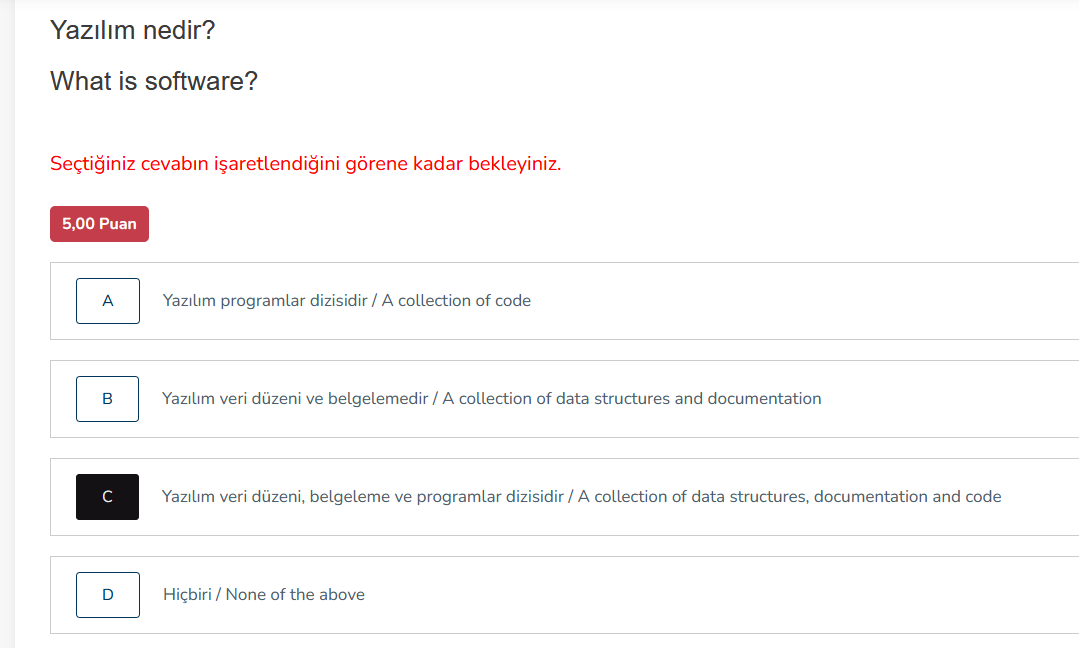 Yazılım nedir?
What is software?
Seçtiğiniz cevabın işaretlendiğini görene kadar bekleyiniz.
5,00 Puan
A Yazılım programlar dizisidir / A collection of code
B Yazılım veri düzeni ve belgelemedir / A collection of data structures and documentation
C Yazılım veri düzeni, belgeleme ve programlar dizisidir / A collection of data structures, documentation and code
D Hiçbiri / None of the above